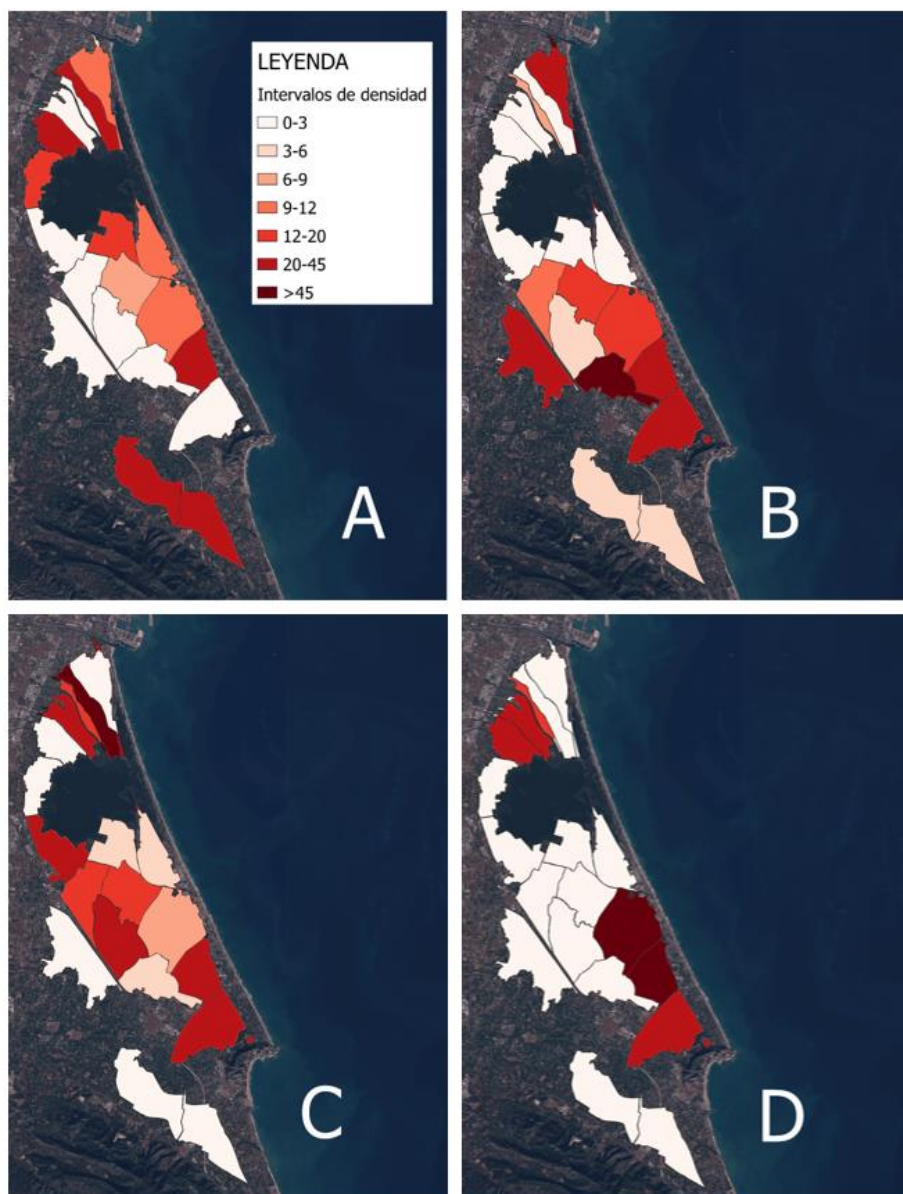 LEYENDA
Intervalos de densidad
0-3
3-6
6-9
9-12
12-20
20-45
>45
A
B
C
D